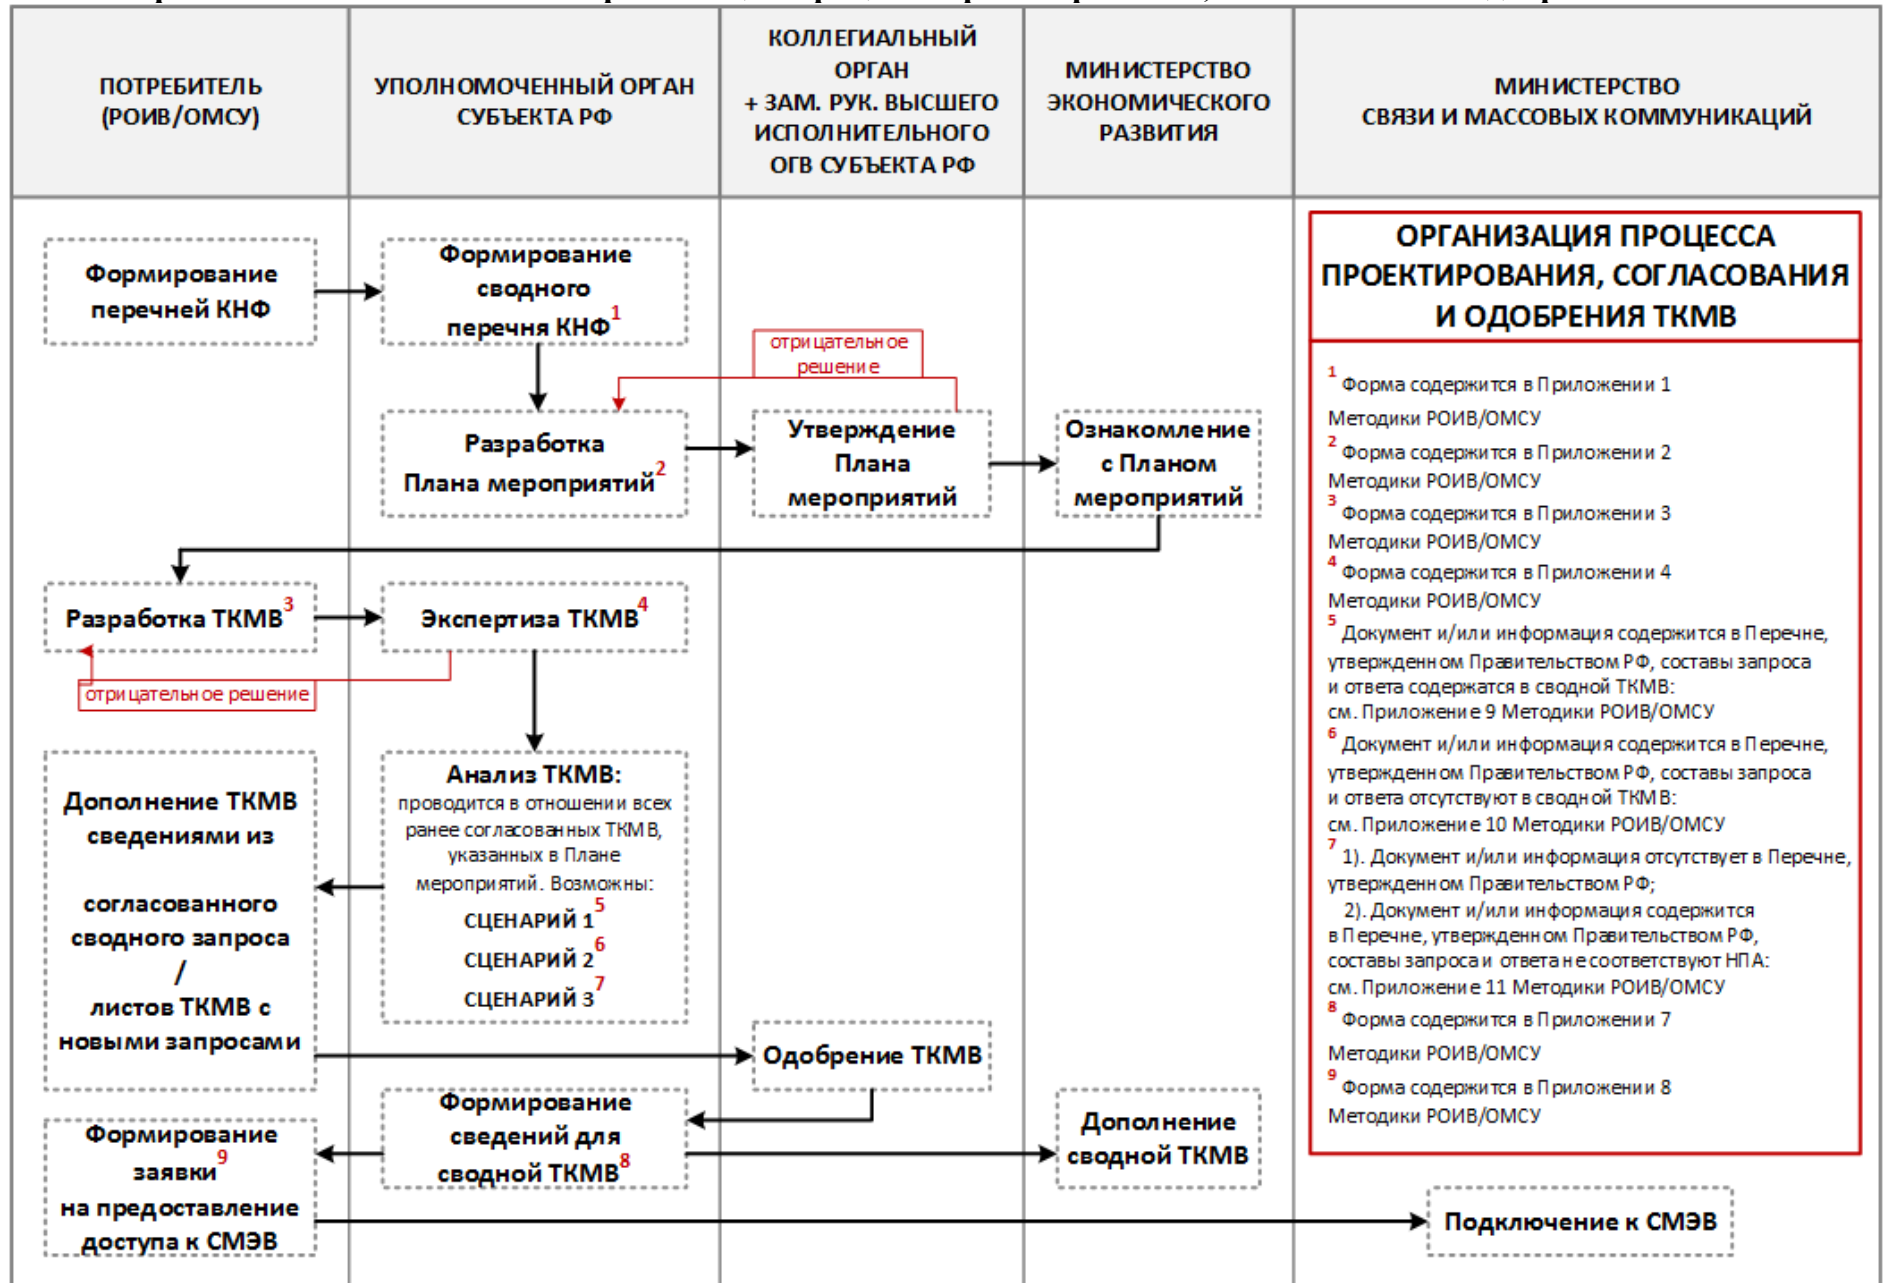 ПОТРЕБИТЕЛЬ
(РОИВ/ОМСУ)
УПОЛНОМОЧЕННЫЙ ОРГАН
СУБЪЕКТА РФ
КОЛЛЕГИАЛЬНЫЙ
ОРГАН
+ ЗАМ. РУК. ВЫСШЕГО
ИСПОЛНИТЕЛЬНОГО
ОГВ СУБЪЕКТА РФ
МИНИСТЕРСТВО
ЭКОНОМИЧЕСКОГО
РАЗВИТИЯ
МИНИСТЕРСТВО
СВЯЗИ И МАССОВЫХ КОММУНИКАЦИЙ
Формирование
перечней КНФ
Формирование
сводного
перечня КНФ1
отрицательное
решение
Разработка
Плана мероприятий2
Утверждение
Плана
мероприятий
Ознакомление
с Планом
мероприятий
Разработка ТКМВ3
Экспертиза ТКМВ4
отрицательное решение
Дополнение ТКМВ
сведениями из
согласованного
сводного запроса
/
листов ТКМВ с
новыми запросами
Анализ ТКМВ:
проводится в отношении всех
ранее согласованных ТКМВ,
указанных в Плане
мероприятий. Возможны:
СЦЕНАРИЙ 15
СЦЕНАРИЙ 26
СЦЕНАРИЙ 37
Одобрение ТКМВ
Формирование
сведений для
сводной ТКМВ8
Дополнение
сводной ТКМВ
Формирование
заявки9
на предоставление
доступа к СМЭВ
Подключение к СМЭВ
ОРГАНИЗАЦИЯ ПРОЦЕССА
ПРОЕКТИРОВАНИЯ, СОГЛАСОВАНИЯ
И ОДОБРЕНИЯ ТКМВ
1 Форма содержится в Приложении 1
Методики РОИВ/ОМСУ
2 Форма содержится в Приложении 2
Методики РОИВ/ОМСУ
3 Форма содержится в Приложении 3
Методики РОИВ/ОМСУ
4 Форма содержится в Приложении 4
Методики РОИВ/ОМСУ
5 Документ и/или информация содержится в Перечне,
утвержденном Правительством РФ, составы запроса
и ответа содержатся в сводной ТКМВ:
см. Приложение 9 Методики РОИВ/ОМСУ
6 Документ и/или информация содержится в Перечне,
утвержденном Правительством РФ, составы запроса
и ответа отсутствуют в сводной ТКМВ:
см. Приложение 10 Методики РОИВ/ОМСУ
7 1). Документ и/или информация отсутствует в Перечне,
утвержденном Правительством РФ;
2). Документ и/или информация содержится
в Перечне, утвержденном Правительством РФ,
составы запроса и ответа не соответствуют НПА:
см. Приложение 11 Методики РОИВ/ОМСУ
8 Форма содержится в Приложении 7
Методики РОИВ/ОМСУ
9 Форма содержится в Приложении 8
Методики РОИВ/ОМСУ